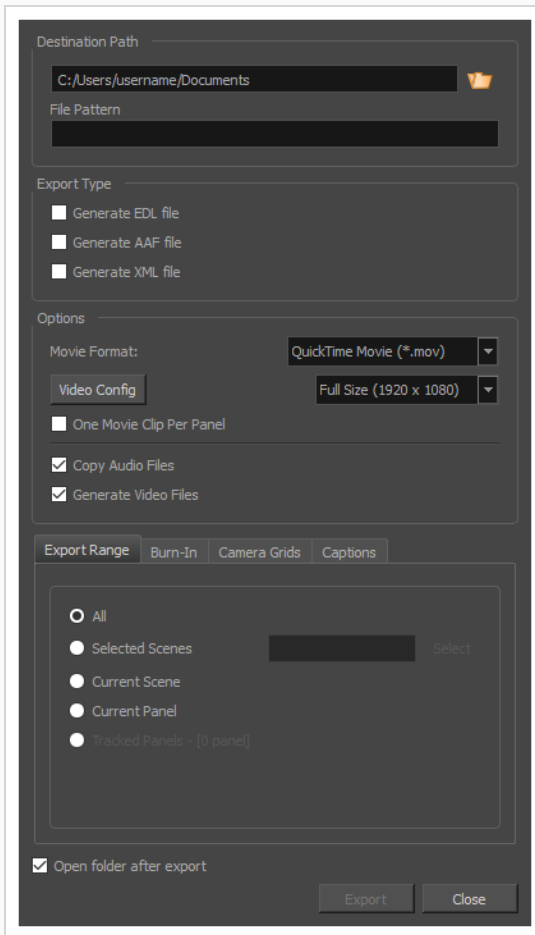 Destination Path
C:/Users/username/Documents
File Pattern
Export Type
Generate EDL file
Generate AAF file
Generate XML file
Options
Movie Format: QuickTime Movie (*.mov)
Video Config Full Size (1920 x 1080)
One Movie Clip Per Panel
Copy Audio Files
Generate Video Files
Export Range Burn-In Camera Grids Captions
All
Selected Scenes Select
Current Scene
Current Panel
Tracked Panels - [0 panel]
Open folder after export
Export Close